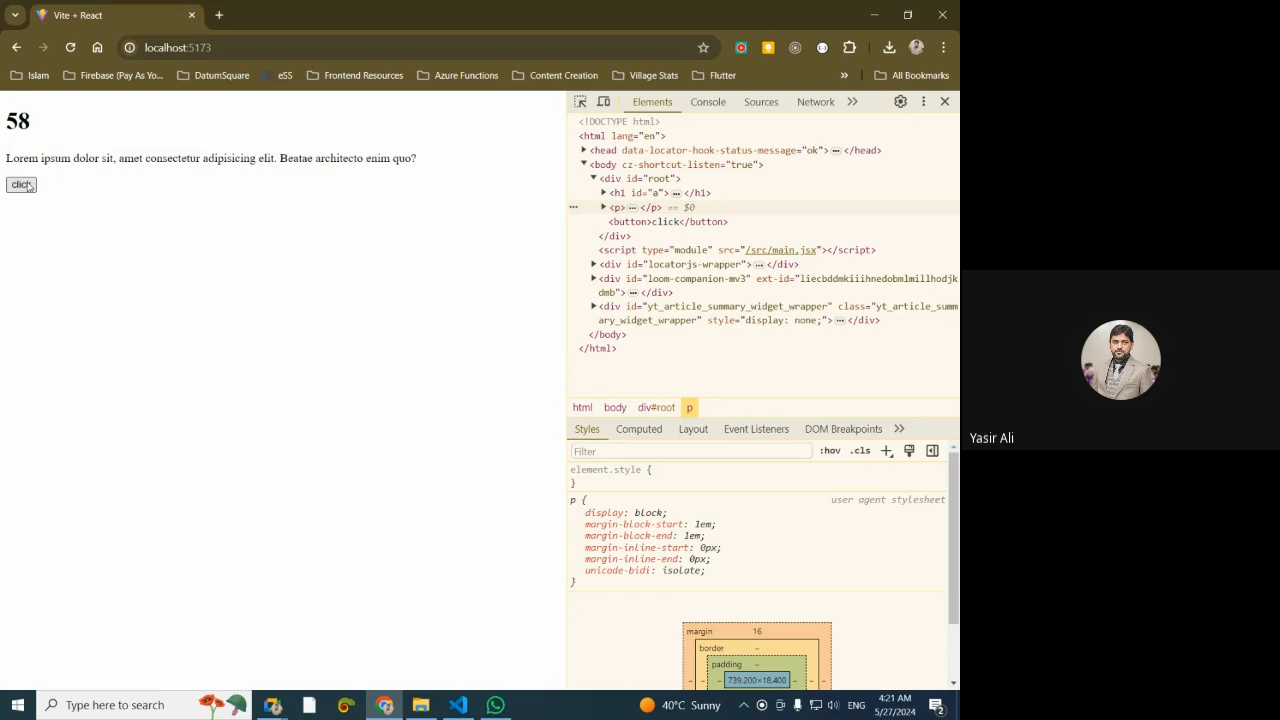 Vite + React
localhost:5173
Islam
Firebase (Pay As Yo...
DatumSquare
eSS
Frontend Resources
Azure Functions
Content Creation
Village Stats
Flutter
All Bookmarks
58
Lorem ipsum dolor sit, amet consectetur adipisicing elit. Beatae architecto enim quo?
click
Elements
Console
Sources
Network
<!DOCTYPE html>
<html lang="en">
<head data-locator-hook-status-message="ok"> … </head>
<body cz-shortcut-listen="true">
<div id="root">
<h1 id="a"> … </h1>
<p> … </p> == $0
<button>click</button>
</div>
<script type="module" src="/src/main.jsx"></script>
<div id="locatorjs-wrapper"> … </div>
<div id="loom-companion-mv3" ext-id="liecbddmkiiihnedobmlmillhodjk
dmb"> … </div>
<div id="yt_article_summary_widget_wrapper" class="yt_article_summ
ary_widget_wrapper" style="display: none;"> … </div>
</body>
</html>
html
body
div#root
p
Styles
Computed
Layout
Event Listeners
DOM Breakpoints
Filter
:hov
.cls
element.style {
}
p {
user agent stylesheet
display: block;
margin-block-start: 1em;
margin-block-end: 1em;
margin-inline-start: 0px;
margin-inline-end: 0px;
unicode-bidi: isolate;
}
margin 16
border –
padding –
– – – 739.200×18.400 – – –
Yasir Ali
Type here to search
40°C Sunny
ENG
4:21 AM
5/27/2024
2